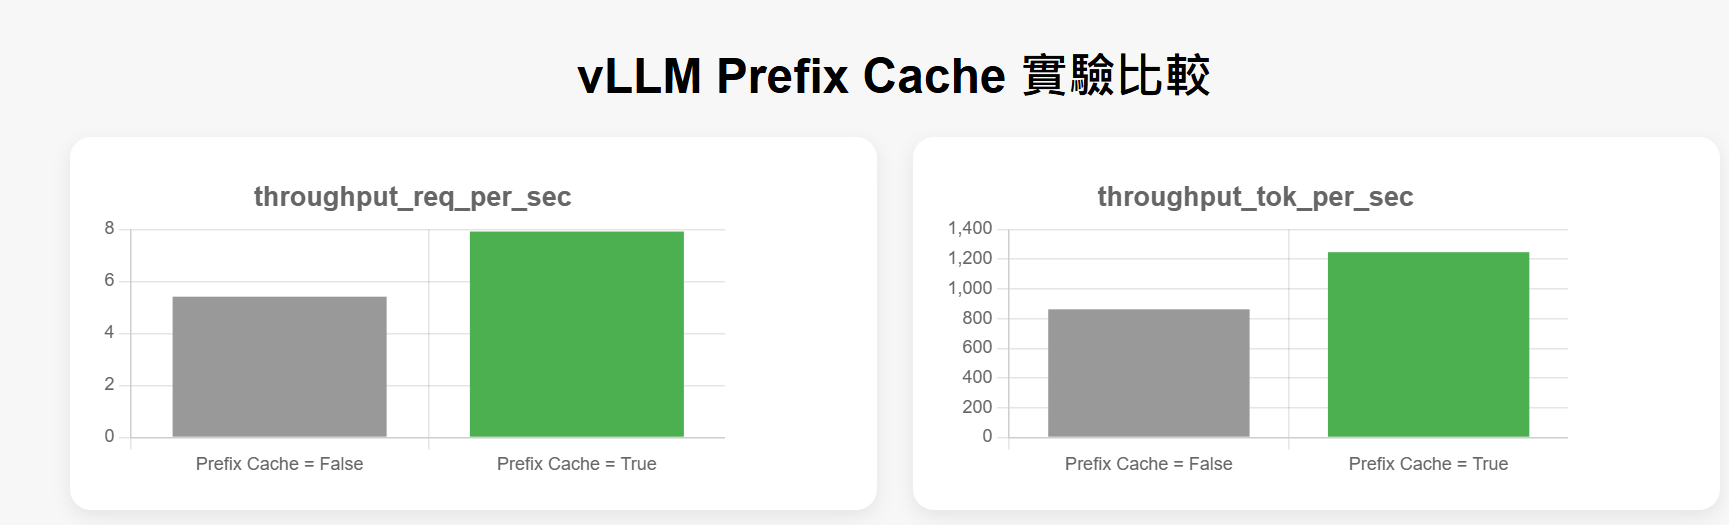 vLLM Prefix Cache 實驗比較
throughput_req_per_sec
8
6
4
2
0
Prefix Cache = False
Prefix Cache = True
throughput_tok_per_sec
1,400
1,200
1,000
800
600
400
200
0
Prefix Cache = False
Prefix Cache = True